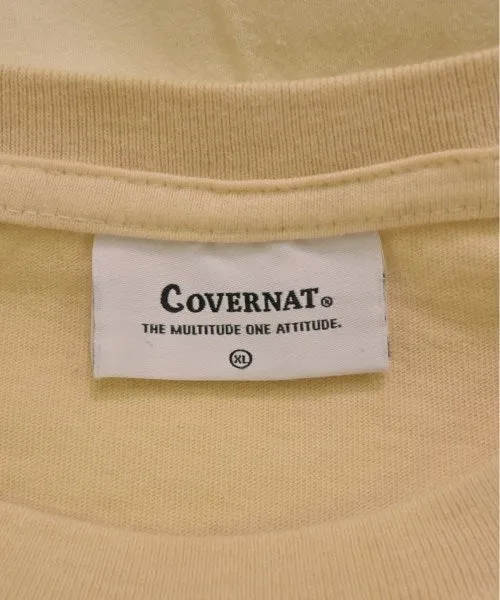 COVERNAT®
THE MULTITUDE ONE ATTITUDE.
XL